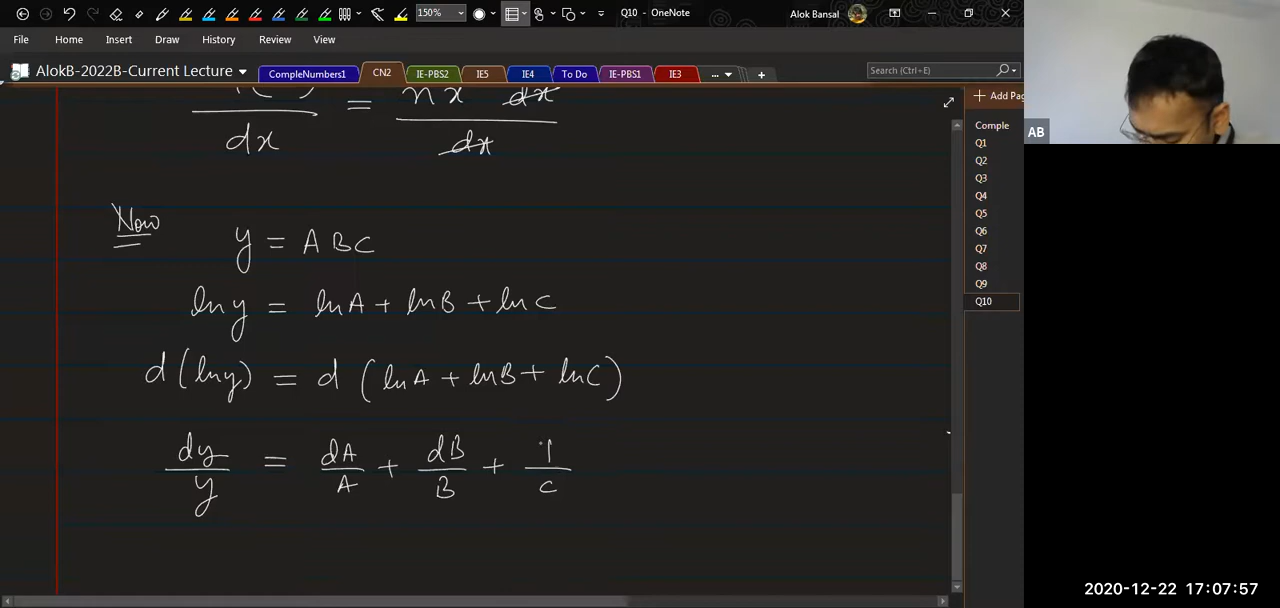 150%
Q10 - OneNote
Alok Bansal
File Home Insert Draw History Review View
AlokB-2022B-Current Lecture
CompleNumbers1 CN2 IE-PBS2 IE5 IE4 To Do IE-PBS1 IE3 ... +
Search (Ctrl+E)
+ Add Pag
AB
Comple
Q1
Q2
Q3
Q4
Q5
Q6
Q7
Q8
Q9
Q10
dx = n x dx
dx
Now
y = A B C
ln y = ln A + ln B + ln C
d(ln y) = d (ln A + ln B + ln C)
dy/y = dA/A + dB/B + 1/C
2020-12-22 17:07:57